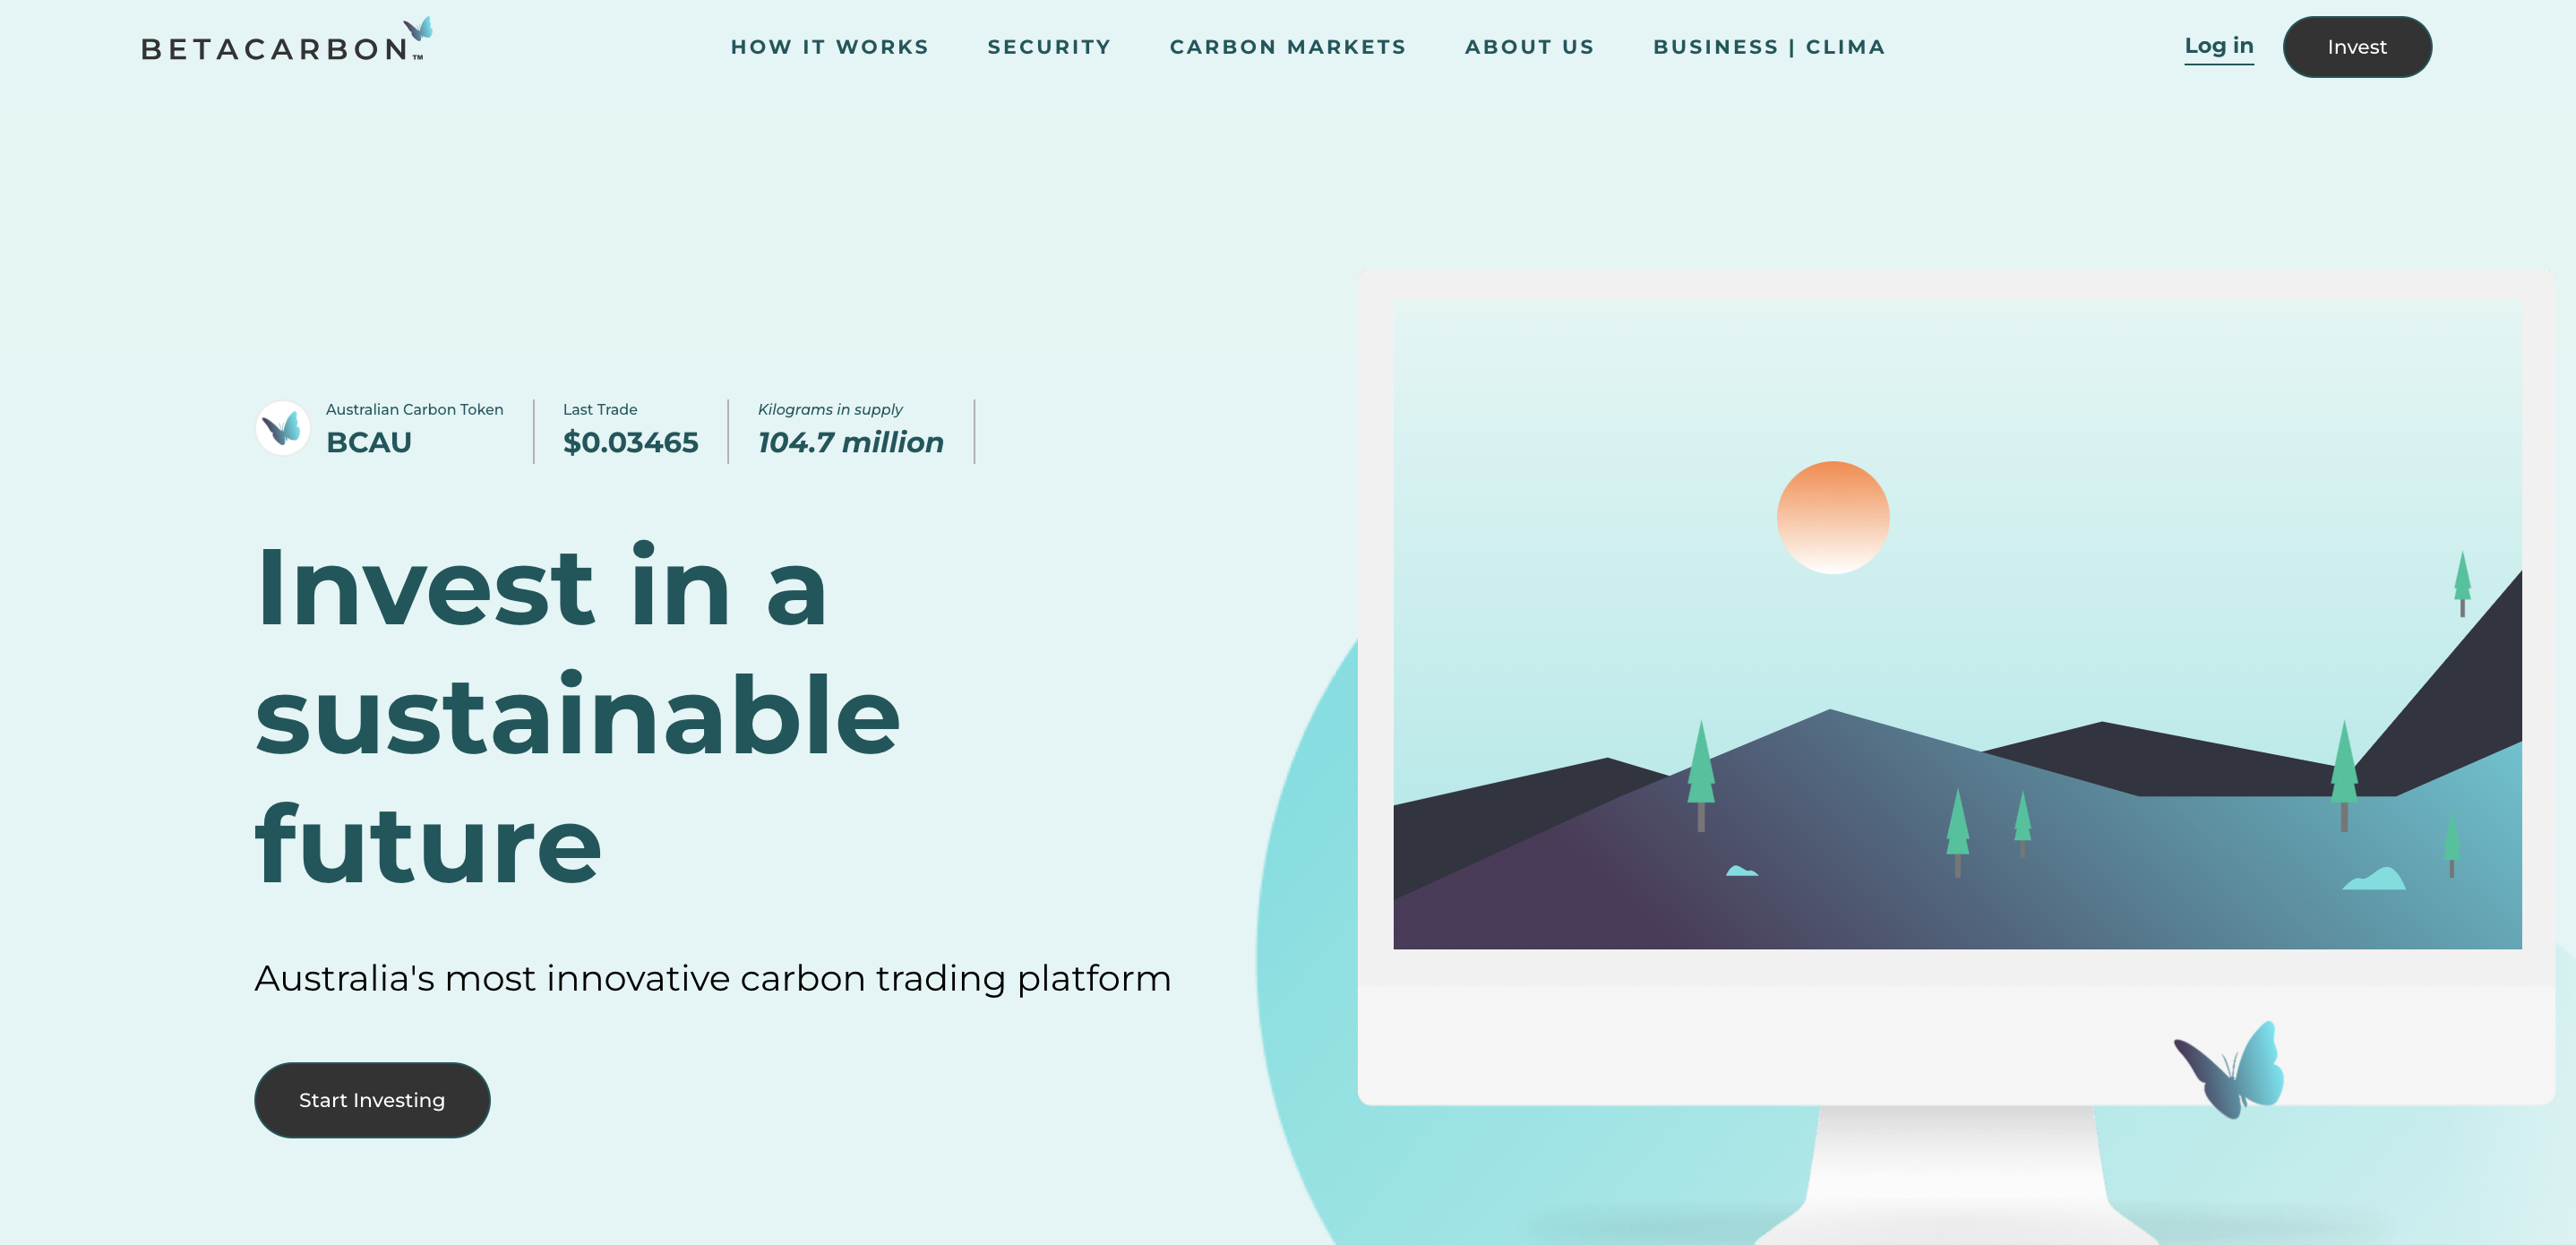 BETACARBON™
HOW IT WORKS
SECURITY
CARBON MARKETS
ABOUT US
BUSINESS | CLIMA
Log in
Invest
Australian Carbon Token
BCAU
Last Trade
$0.03465
Kilograms in supply
104.7 million
Invest in a
sustainable
future
Australia's most innovative carbon trading platform
Start Investing